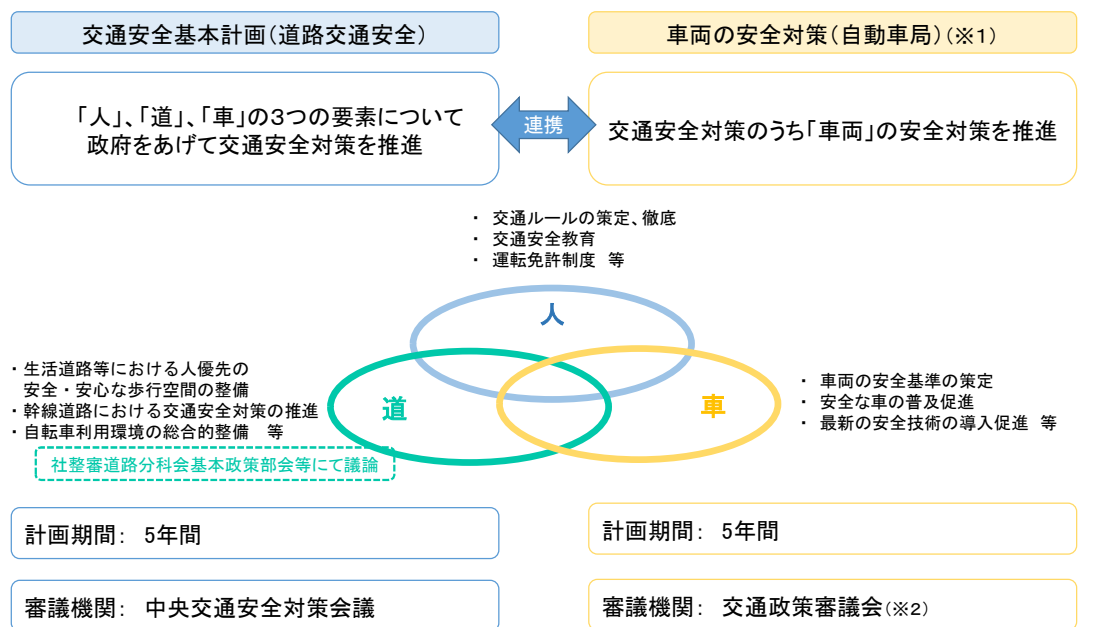 交通安全基本計画(道路交通安全)
車両の安全対策(自動車局)(※1)
「人」、「道」、「車」の3つの要素について
政府をあげて交通安全対策を推進
連携
交通安全対策のうち「車両」の安全対策を推進
・ 交通ルールの策定、徹底
・ 交通安全教育
・ 運転免許制度 等
人
・生活道路等における人優先の
安全・安心な歩行空間の整備
・幹線道路における交通安全対策の推進
・自転車利用環境の総合的整備 等
社整審道路分科会基本政策部会等にて議論
道
車
・ 車両の安全基準の策定
・ 安全な車の普及促進
・ 最新の安全技術の導入促進 等
計画期間: 5年間
計画期間: 5年間
審議機関: 中央交通安全対策会議
審議機関: 交通政策審議会(※2)